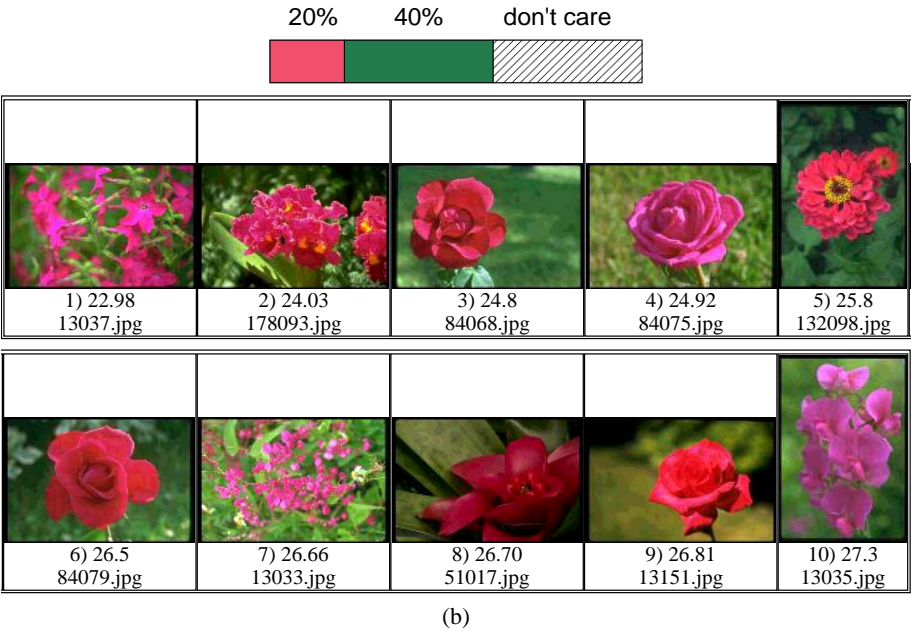 20% 40% don't care
1) 22.98 2) 24.03 3) 24.8 4) 24.92 5) 25.8
13037.jpg 178093.jpg 84068.jpg 84075.jpg 132098.jpg
6) 26.5 7) 26.66 8) 26.70 9) 26.81 10) 27.3
84079.jpg 13033.jpg 51017.jpg 13151.jpg 13035.jpg
(b)